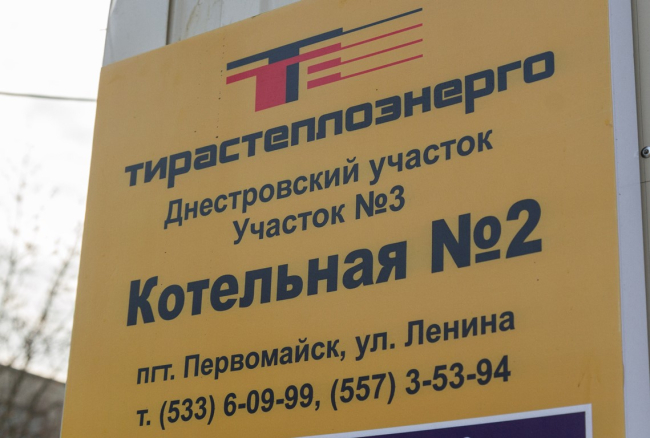 тирастеплоэнерго
Днестровский участок
Участок №3
Котельная №2
пгт. Первомайск, ул. Ленина
т. (533) 6-09-99, (557) 3-53-94